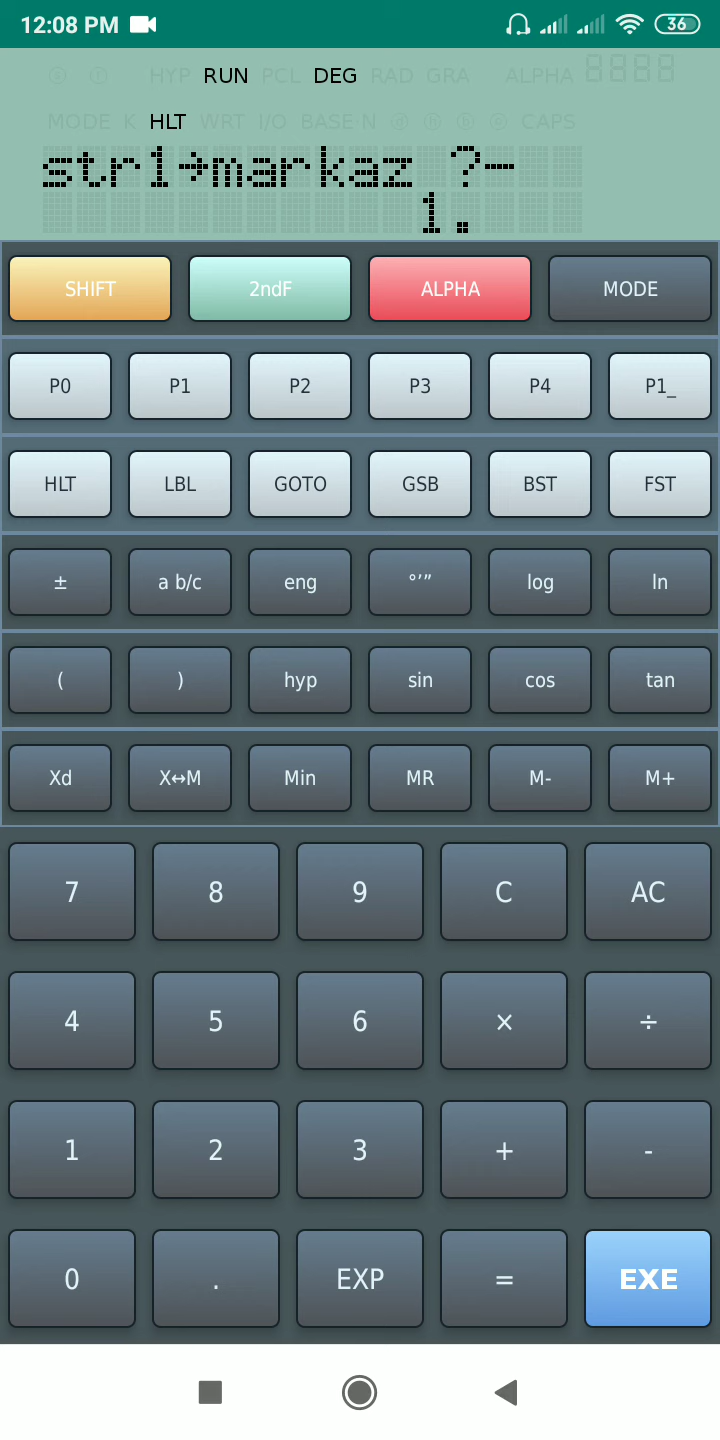 12:08 PM 36
Ⓢ Ⓕ HYP RUN PCL DEG RAD GRA ALPHA 8888
MODE K HLT WRT I/O BASE-N ⓓ ⓗ ⓑ ⓞ CAPS
str1→markaz ?-
1.
SHIFT 2ndF ALPHA MODE
P0 P1 P2 P3 P4 P1_
HLT LBL GOTO GSB BST FST
± a b/c eng °′″ log ln
( ) hyp sin cos tan
Xd X↔M Min MR M- M+
7 8 9 C AC
4 5 6 × ÷
1 2 3 + -
0 . EXP = EXE